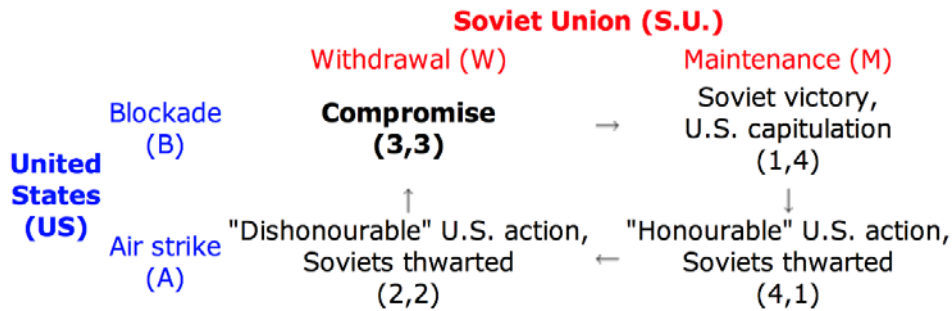 Soviet Union (S.U.)
Withdrawal (W) Maintenance (M)
Blockade
(B)
Compromise
(3,3)
→
Soviet victory,
U.S. capitulation
(1,4)
United
States
(US)
↑ ↓
Air strike
(A)
"Dishonourable" U.S. action,
Soviets thwarted
(2,2)
←
"Honourable" U.S. action,
Soviets thwarted
(4,1)